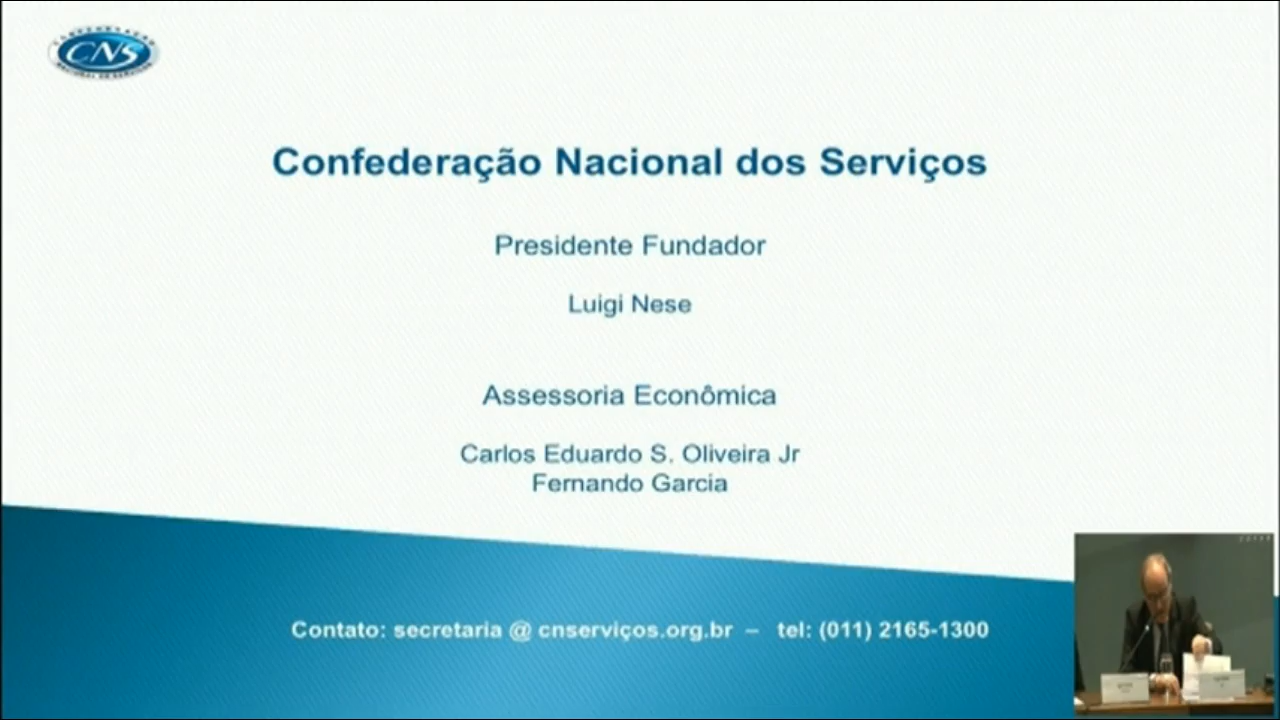 CNS
Confederação Nacional dos Serviços
Presidente Fundador
Luigi Nese
Assessoria Econômica
Carlos Eduardo S. Oliveira Jr
Fernando Garcia
Contato: secretaria @ cnserviços.org.br – tel: (011) 2165-1300